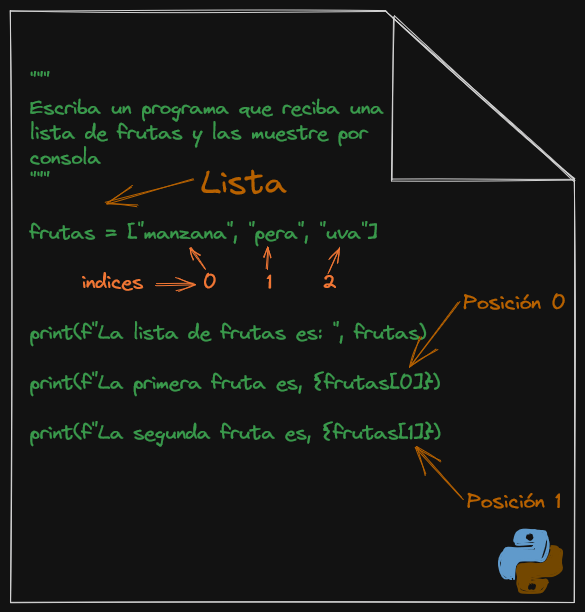 """
Escriba un programa que reciba una
lista de frutas y las muestre por
consola
"""
Lista
frutas = ["manzana", "pera", "uva"]
indices 0 1 2
Posición 0
print(f"La lista de frutas es: ", frutas)
print(f"La primera fruta es, {frutas[0]})
print(f"La segunda fruta es, {frutas[1]})
Posición 1